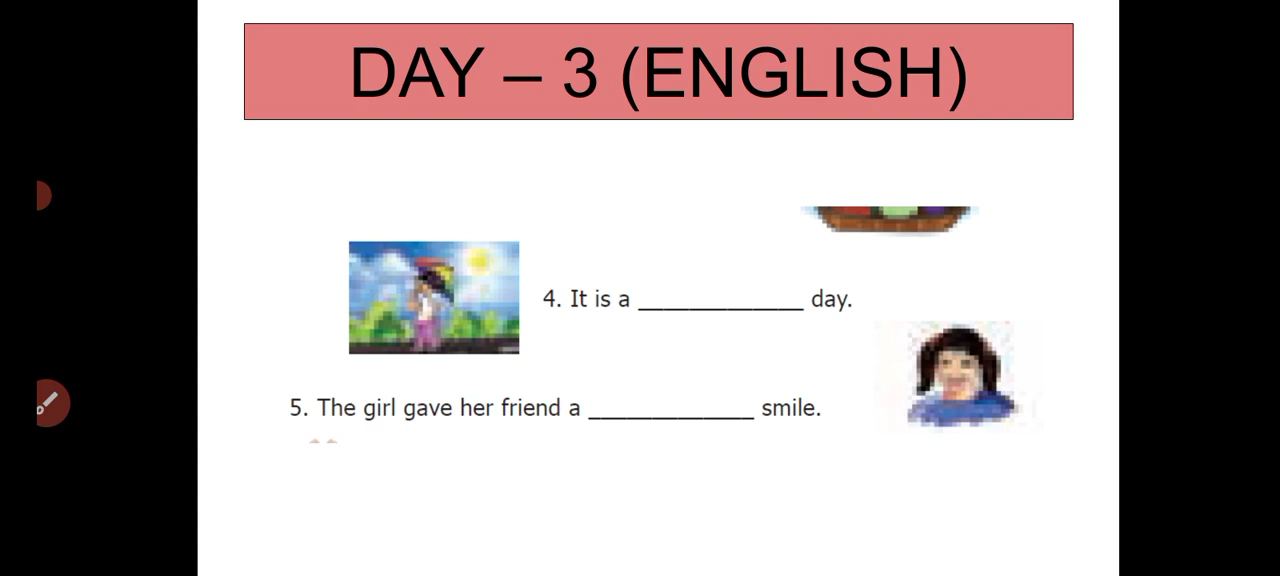 DAY – 3 (ENGLISH)
4. It is a _____________ day.
5. The girl gave her friend a _____________ smile.